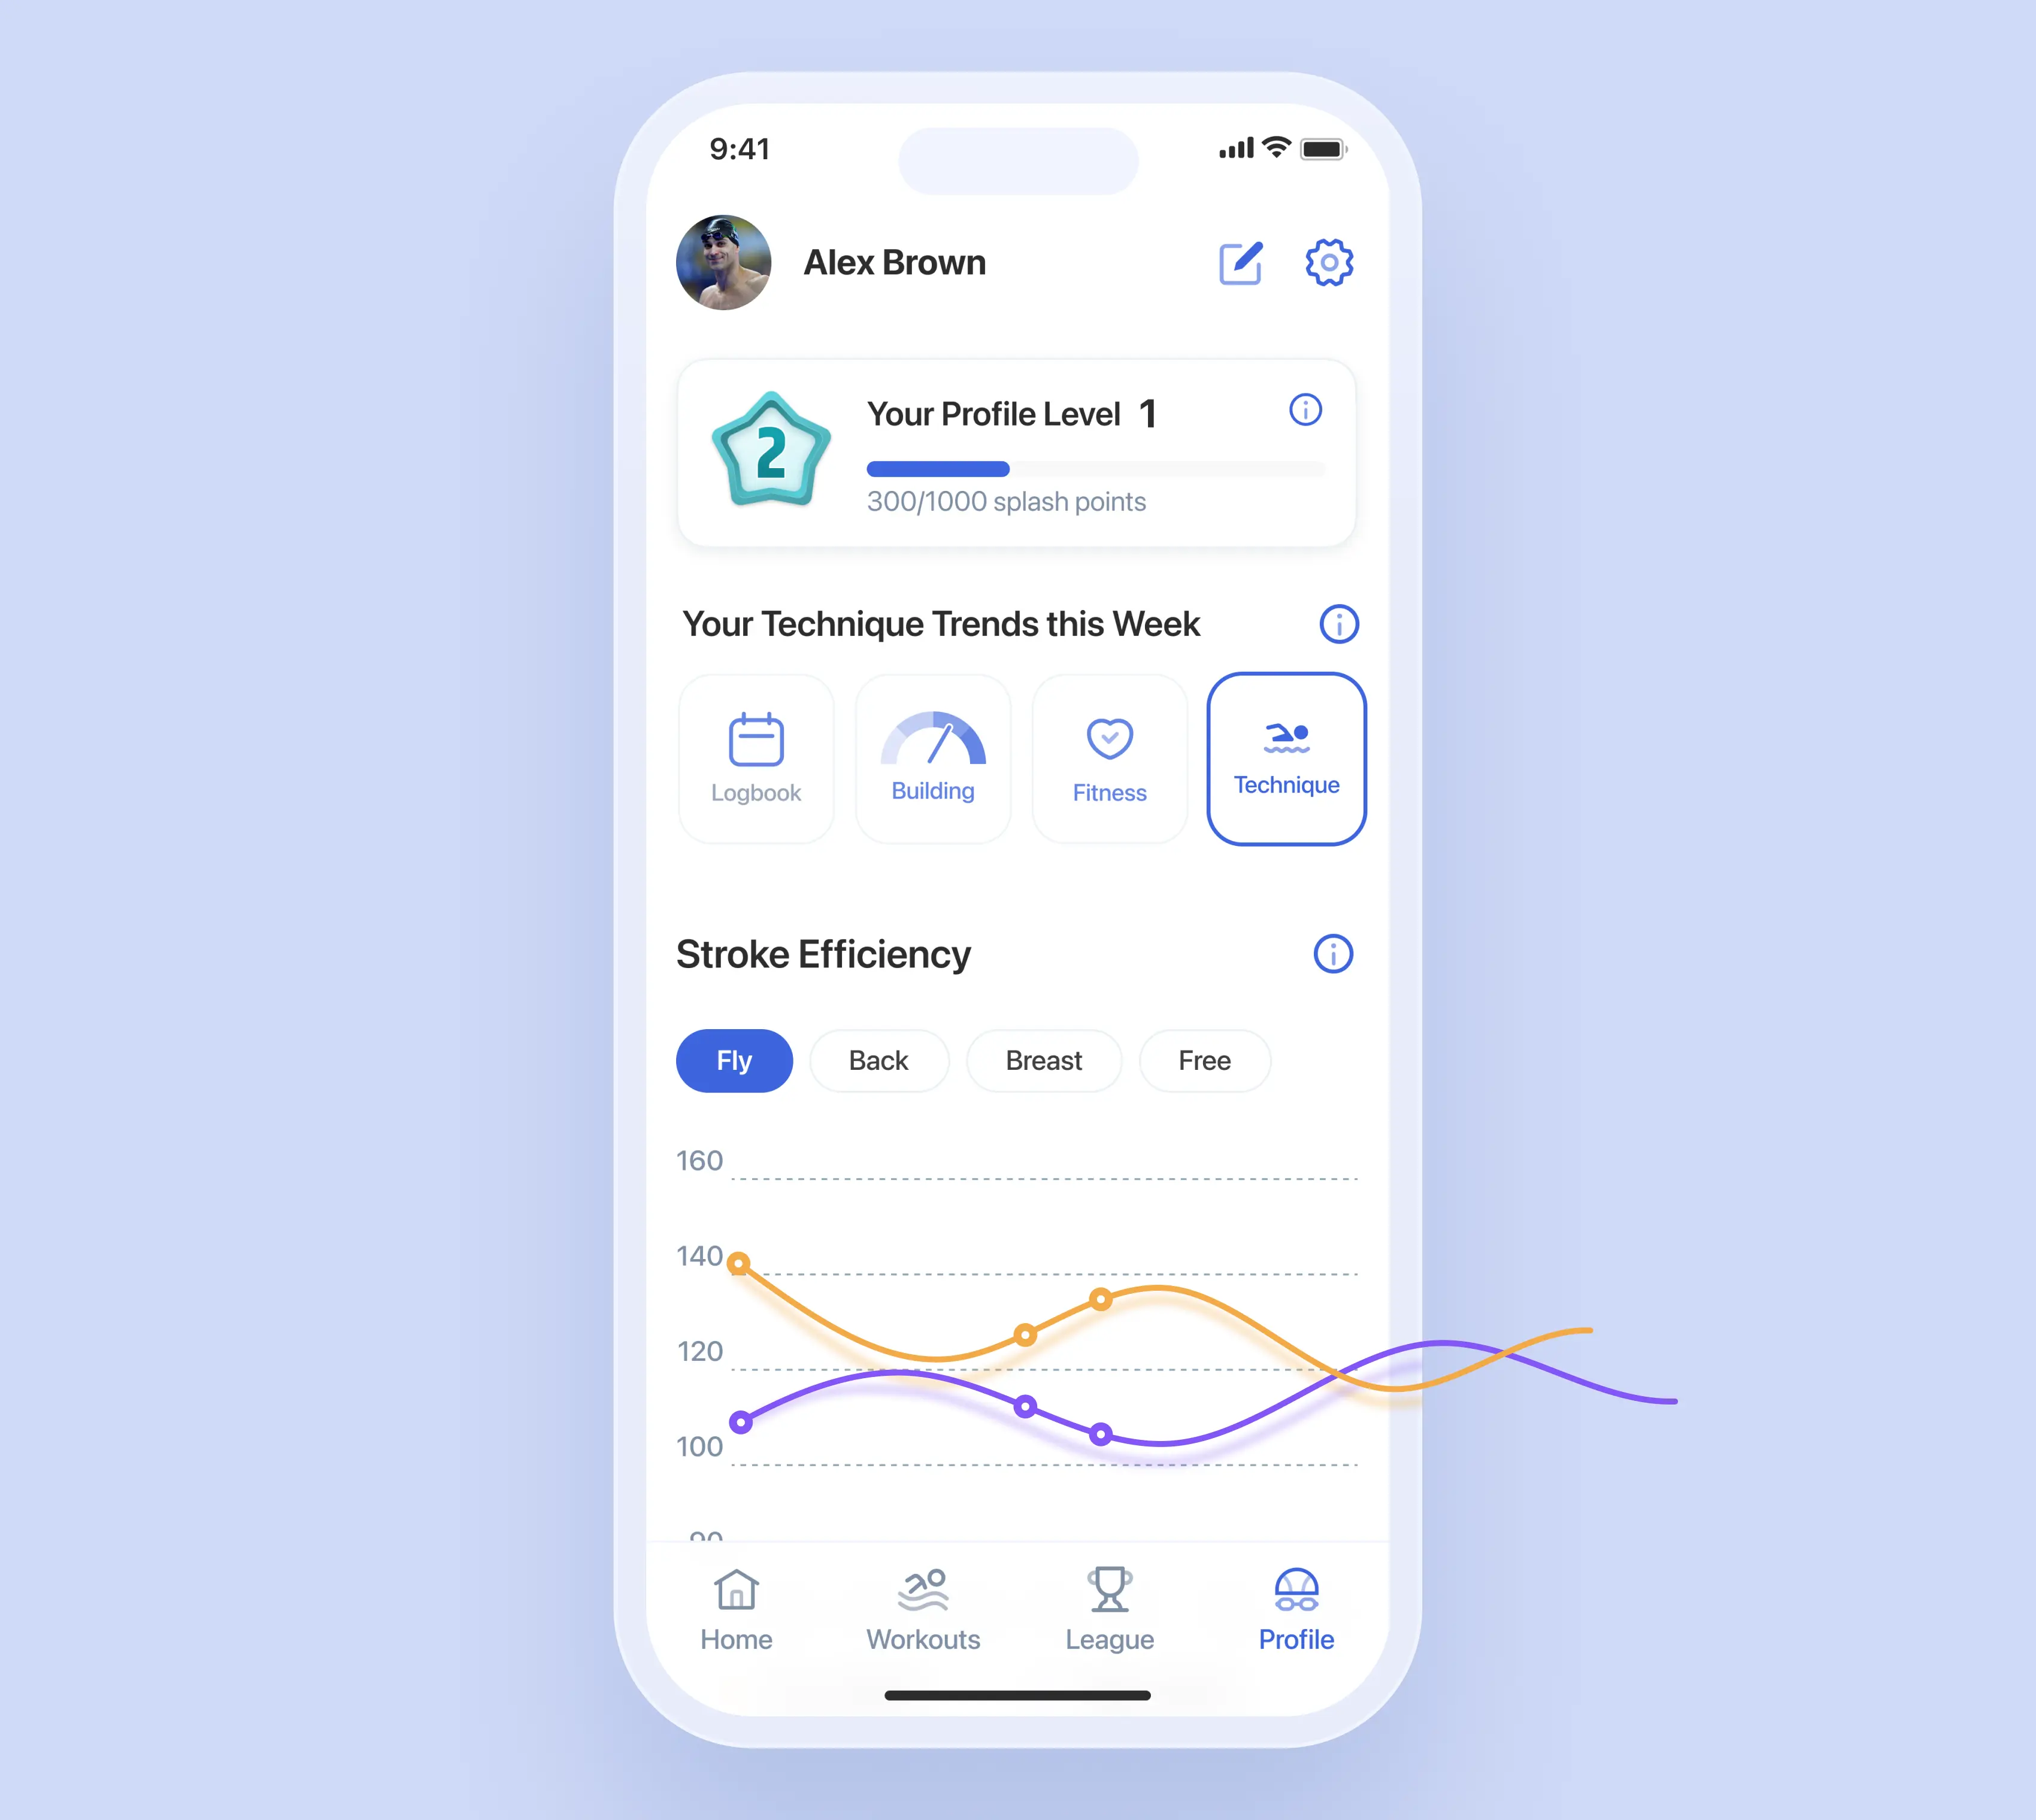 9:41
Alex Brown
2
Your Profile Level 1
300/1000 splash points
Your Technique Trends this Week
Logbook
Building
Fitness
Technique
Stroke Efficiency
Fly
Back
Breast
Free
160
140
120
100
Home
Workouts
League
Profile